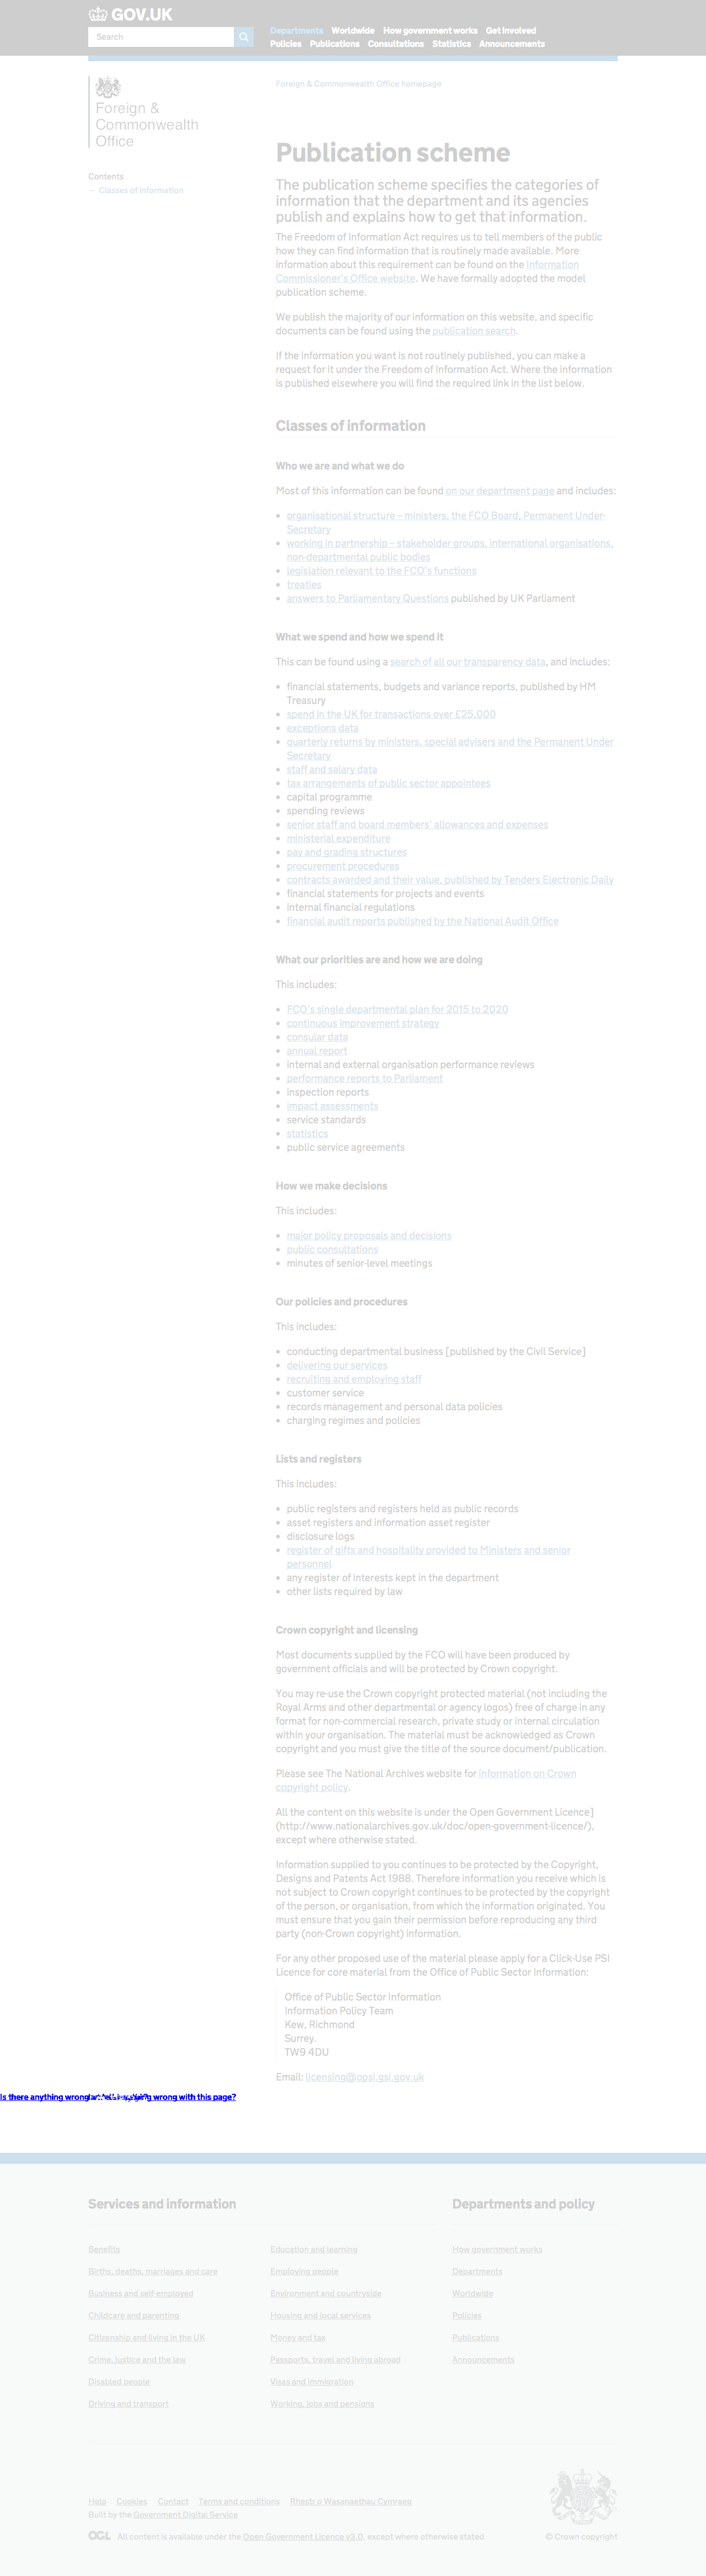 GOV.UK
Search
Departments Worldwide How government works Get involved
Policies Publications Consultations Statistics Announcements
Foreign &
Commonwealth
Office
Foreign & Commonwealth Office homepage
Contents
- Classes of information
Publication scheme
The publication scheme specifies the categories of
information that the department and its agencies
publish and explains how to get that information.
The Freedom of Information Act requires us to tell members of the public
how they can find information that is routinely made available. More
information about this requirement can be found on the Information
Commissioner's Office website. We have formally adopted the model
publication scheme.
We publish the majority of our information on this website, and specific
documents can be found using the publication search.
If the information you want is not routinely published, you can make a
request for it under the Freedom of Information Act. Where the information
is published elsewhere you will find the required link in the list below.
Classes of information
Who we are and what we do
Most of this information can be found on our department page and includes:
• organisational structure – ministers, the FCO Board, Permanent Under-
Secretary
• working in partnership – stakeholder groups, international organisations,
non-departmental public bodies
• legislation relevant to the FCO's functions
• treaties
• answers to Parliamentary Questions published by UK Parliament
What we spend and how we spend it
This can be found using a search of all our transparency data, and includes:
• financial statements, budgets and variance reports, published by HM
Treasury
• spend in the UK for transactions over £25,000
• exceptions data
• quarterly returns by ministers, special advisers and the Permanent Under
Secretary
• staff and salary data
• tax arrangements of public sector appointees
• capital programme
• spending reviews
• senior staff and board members' allowances and expenses
• ministerial expenditure
• pay and grading structures
• procurement procedures
• contracts awarded and their value, published by Tenders Electronic Daily
• financial statements for projects and events
• internal financial regulations
• financial audit reports published by the National Audit Office
What our priorities are and how we are doing
This includes:
• FCO's single departmental plan for 2015 to 2020
• continuous improvement strategy
• consular data
• annual report
• internal and external organisation performance reviews
• performance reports to Parliament
• inspection reports
• impact assessments
• service standards
• statistics
• public service agreements
How we make decisions
This includes:
• major policy proposals and decisions
• public consultations
• minutes of senior-level meetings
Our policies and procedures
This includes:
• conducting departmental business [published by the Civil Service]
• delivering our services
• recruiting and employing staff
• customer service
• records management and personal data policies
• charging regimes and policies
Lists and registers
This includes:
• public registers and registers held as public records
• asset registers and information asset register
• disclosure logs
• register of gifts and hospitality provided to Ministers and senior
personnel
• any register of interests kept in the department
• other lists required by law
Crown copyright and licensing
Most documents supplied by the FCO will have been produced by
government officials and will be protected by Crown copyright.
You may re-use the Crown copyright protected material (not including the
Royal Arms and other departmental or agency logos) free of charge in any
format for non-commercial research, private study or internal circulation
within your organisation. The material must be acknowledged as Crown
copyright and you must give the title of the source document/publication.
Please see The National Archives website for information on Crown
copyright policy.
All the content on this website is under the Open Government Licence]
(http://www.nationalarchives.gov.uk/doc/open-government-licence/),
except where otherwise stated.
Information supplied to you continues to be protected by the Copyright,
Designs and Patents Act 1988. Therefore information you receive which is
not subject to Crown copyright continues to be protected by the copyright
of the person, or organisation, from which the information originated. You
must ensure that you gain their permission before reproducing any third
party (non-Crown copyright) information.
For any other proposed use of the material please apply for a Click-Use PSI
Licence for core material from the Office of Public Sector Information:
Office of Public Sector Information
Information Policy Team
Kew, Richmond
Surrey.
TW9 4DU
Email: licensing@opsi.gsi.gov.uk
Is there anything wrong wrong with this page?
Services and information
Departments and policy
Benefits Education and learning How government works
Births, deaths, marriages and care Employing people Departments
Business and self-employed Environment and countryside Worldwide
Childcare and parenting Housing and local services Policies
Citizenship and living in the UK Money and tax Publications
Crime, justice and the law Passports, travel and living abroad Announcements
Disabled people Visas and immigration
Driving and transport Working, jobs and pensions
Help Cookies Contact Terms and conditions Rhestr o Wasanaethau Cymraeg
Built by the Government Digital Service
OGL All content is available under the Open Government Licence v3.0, except where otherwise stated
© Crown copyright